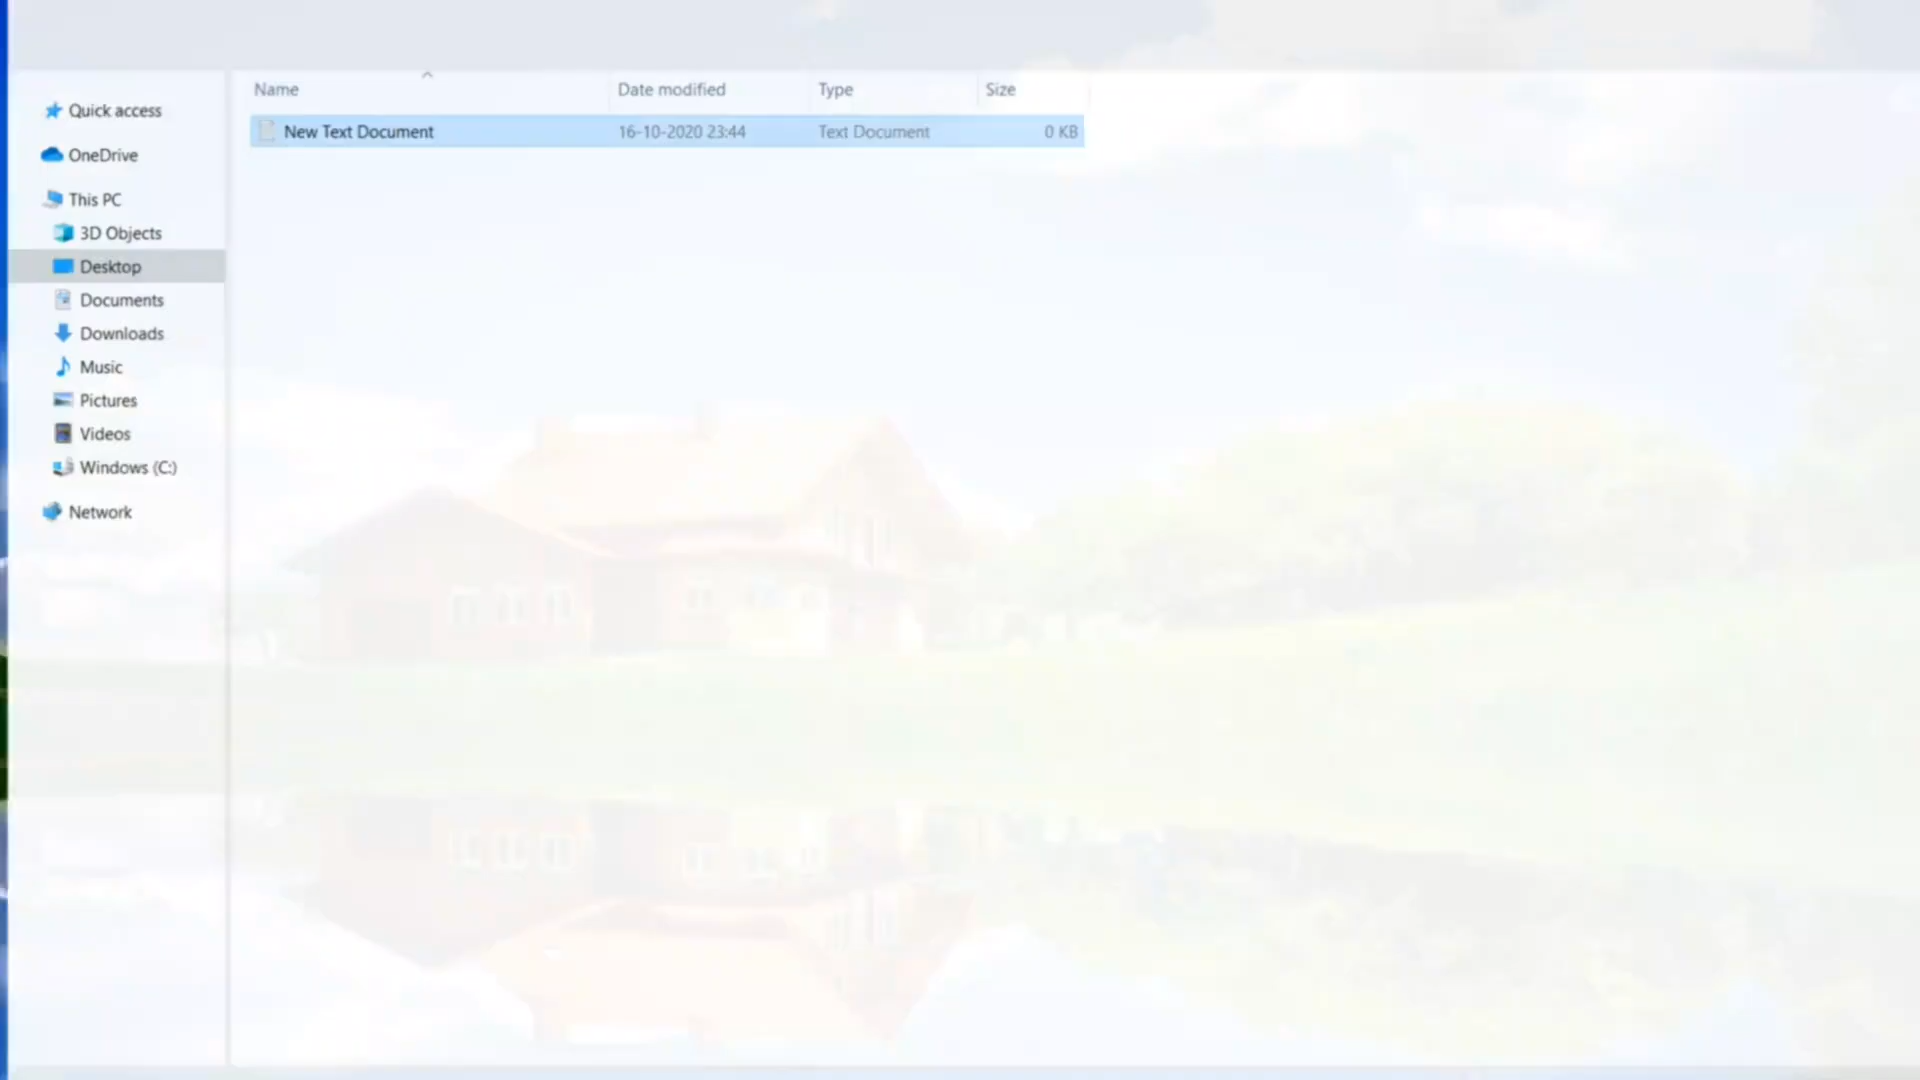 Name Date modified Type Size
New Text Document 16-10-2020 23:44 Text Document 0 KB
Quick access
OneDrive
This PC
3D Objects
Desktop
Documents
Downloads
Music
Pictures
Videos
Windows (C:)
Network